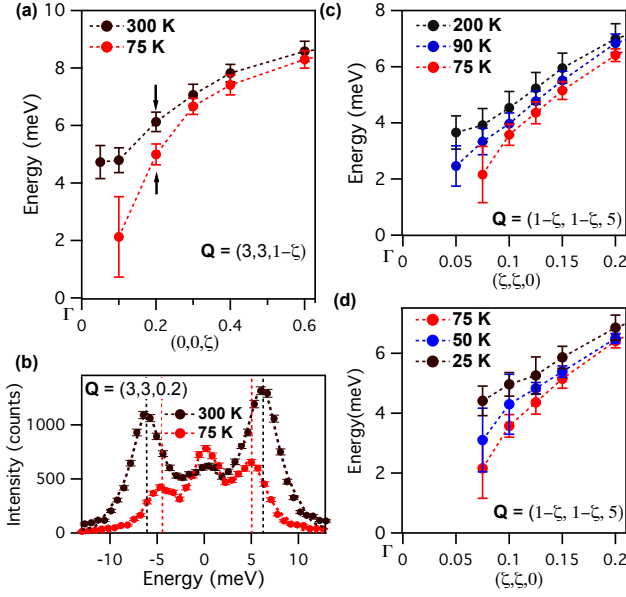 (a)
300 K
75 K
10
8
6
4
2
0
Energy (meV)
Q = (3,3,1−ζ)
Γ
0
0.2
0.4
0.6
(0,0,ζ)
(b)
Q = (3,3,0.2)
300 K
75 K
1000
500
0
Intensity (counts)
-10
-5
0
5
10
Energy (meV)
(c)
200 K
90 K
75 K
8
6
4
2
0
Energy (meV)
Q = (1−ζ, 1−ζ, 5)
Γ
0
0.05
0.1
0.15
0.2
(ζ,ζ,0)
(d)
75 K
50 K
25 K
6
4
2
0
Energy(meV)
Q = (1−ζ, 1−ζ, 5)
Γ
0
0.05
0.1
0.15
0.2
(ζ,ζ,0)